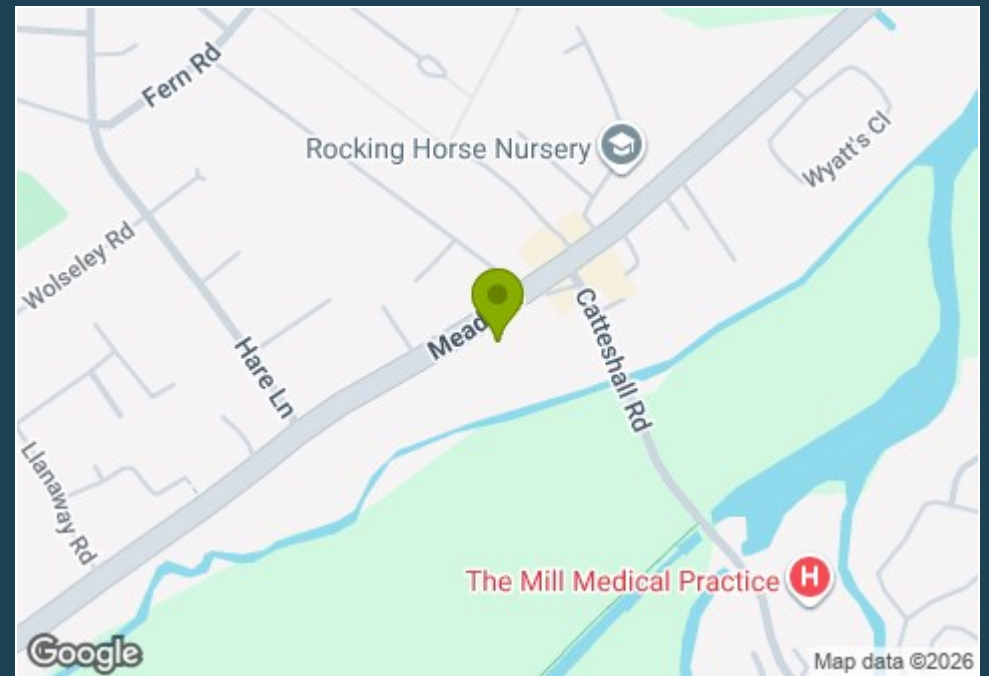 Fern Rd
Rocking Horse Nursery
Wyatt's Cl
Wolseley Rd
Mead
Hare Ln
Catteshall Rd
Llanaway Rd
The Mill Medical Practice
H
Google
Map data ©2026